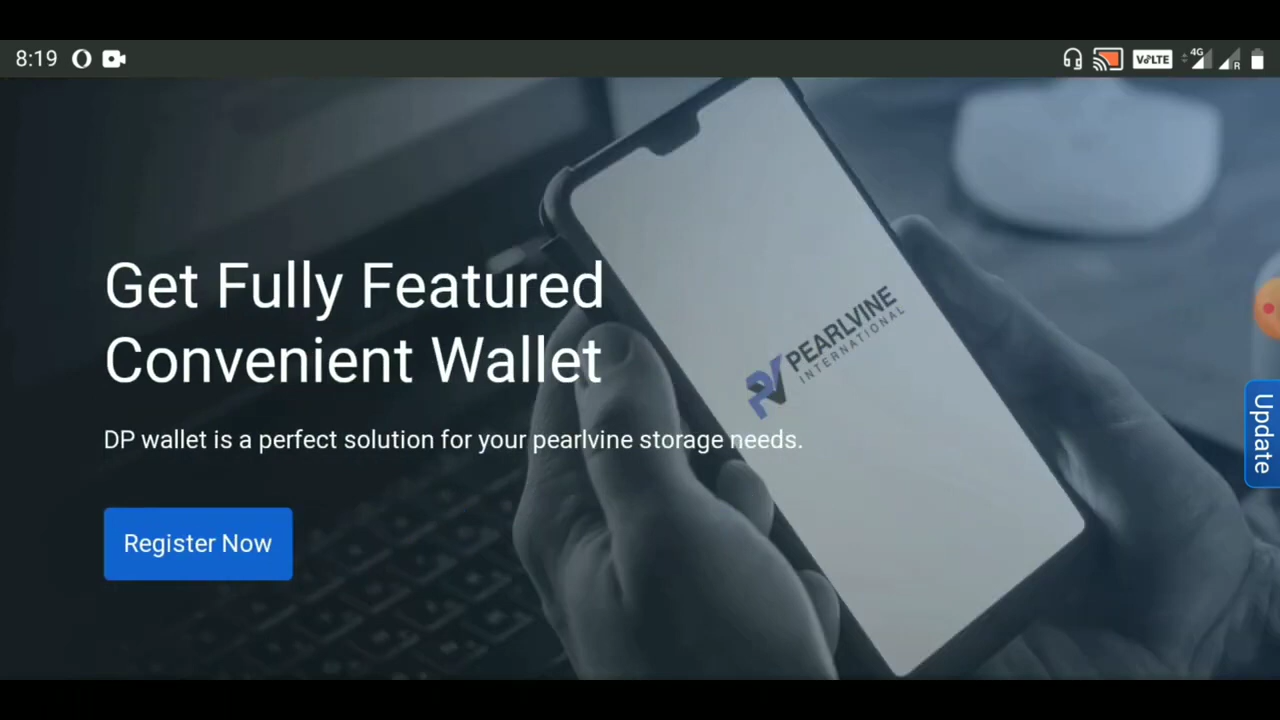 8:19
VoLTE 4G R
Get Fully Featured
Convenient Wallet
PEARLVINE
INTERNATIONAL
DP wallet is a perfect solution for your pearlvine storage needs.
Update
Register Now